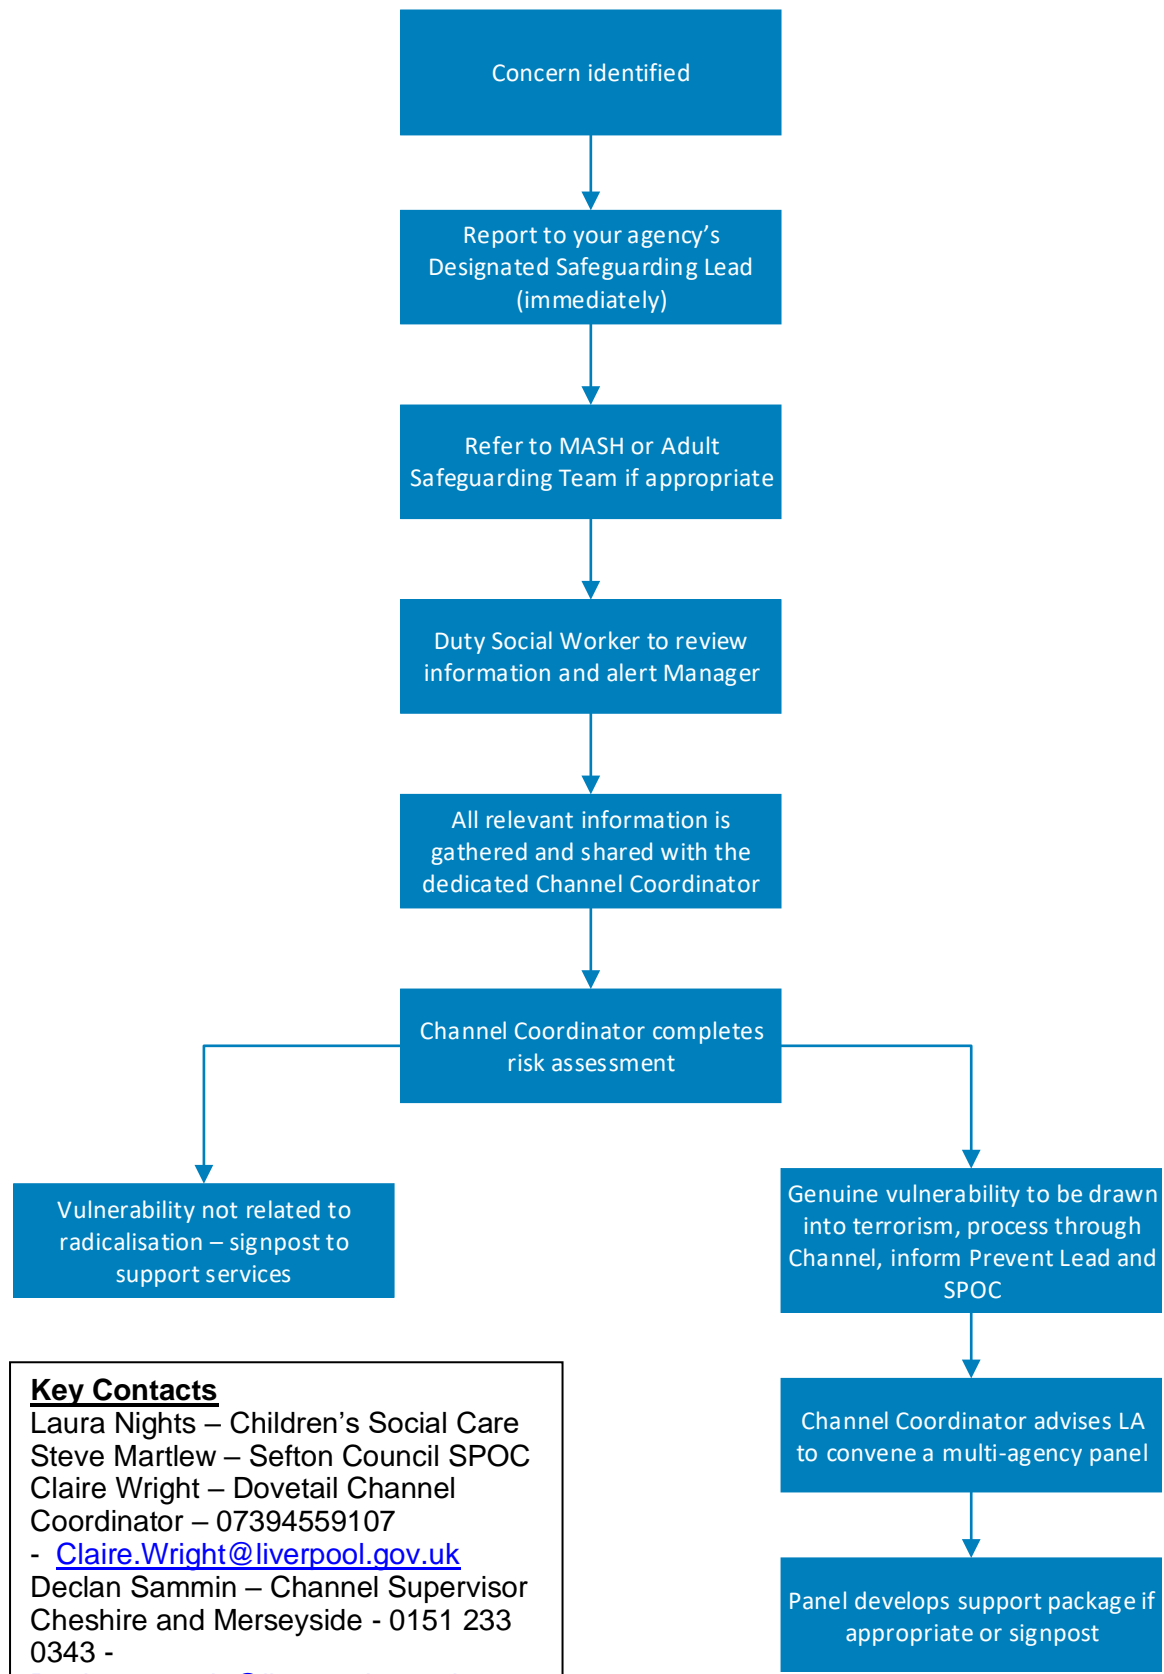 Concern identified
Report to your agency's
Designated Safeguarding Lead
(immediately)
Refer to MASH or Adult
Safeguarding Team if appropriate
Duty Social Worker to review
information and alert Manager
All relevant information is
gathered and shared with the
dedicated Channel Coordinator
Channel Coordinator completes
risk assessment
Vulnerability not related to
radicalisation – signpost to
support services
Genuine vulnerability to be drawn
into terrorism, process through
Channel, inform Prevent Lead and
SPOC
Channel Coordinator advises LA
to convene a multi-agency panel
Panel develops support package if
appropriate or signpost
Key Contacts
Laura Nights – Children's Social Care
Steve Martlew – Sefton Council SPOC
Claire Wright – Dovetail Channel
Coordinator – 07394559107
- Claire.Wright@liverpool.gov.uk
Declan Sammin – Channel Supervisor
Cheshire and Merseyside - 0151 233
0343 -